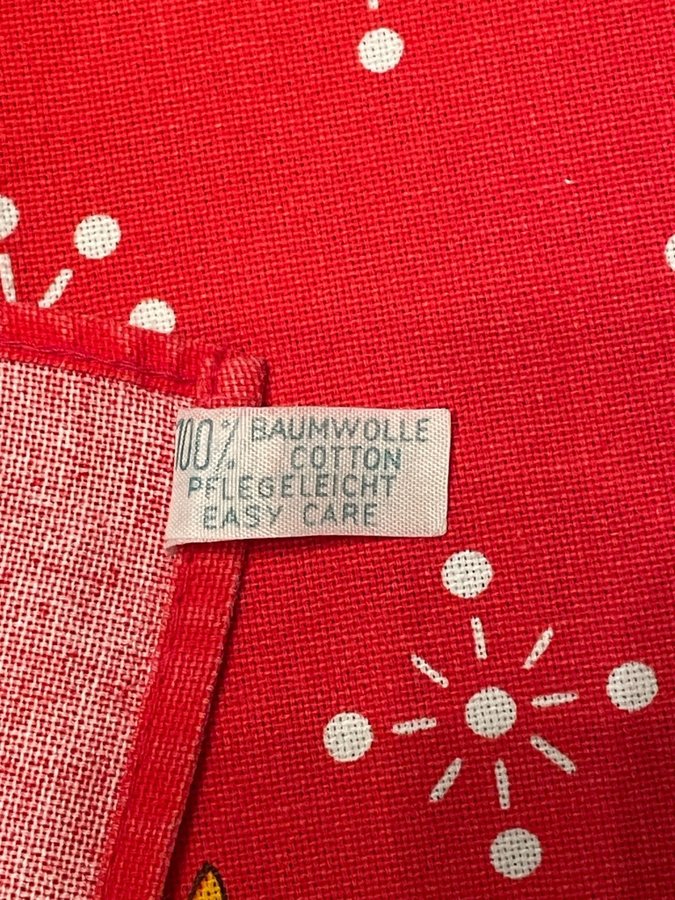 100% BAUMWOLLE
COTTON
PFLEGELEICHT
EASY CARE